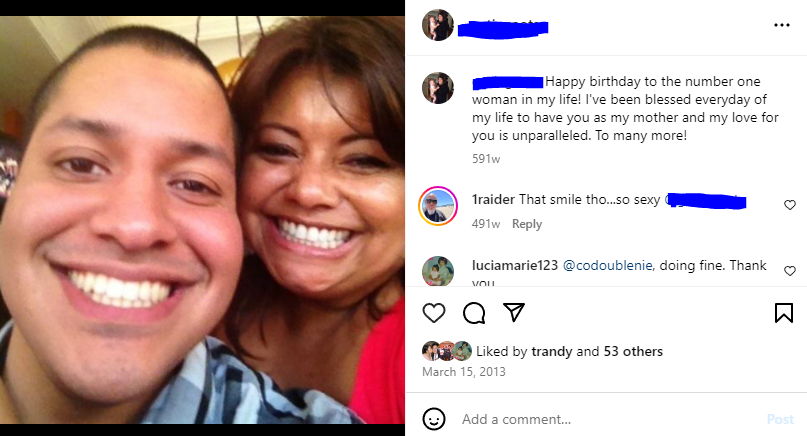 Happy birthday to the number one
woman in my life! I've been blessed everyday of
my life to have you as my mother and my love for
you is unparalleled. To many more!
591w
1raider That smile tho...so sexy
491w Reply
luciamarie123 @codoublenie, doing fine. Thank
you
Liked by trandy and 53 others
March 15, 2013
Add a comment...
Post